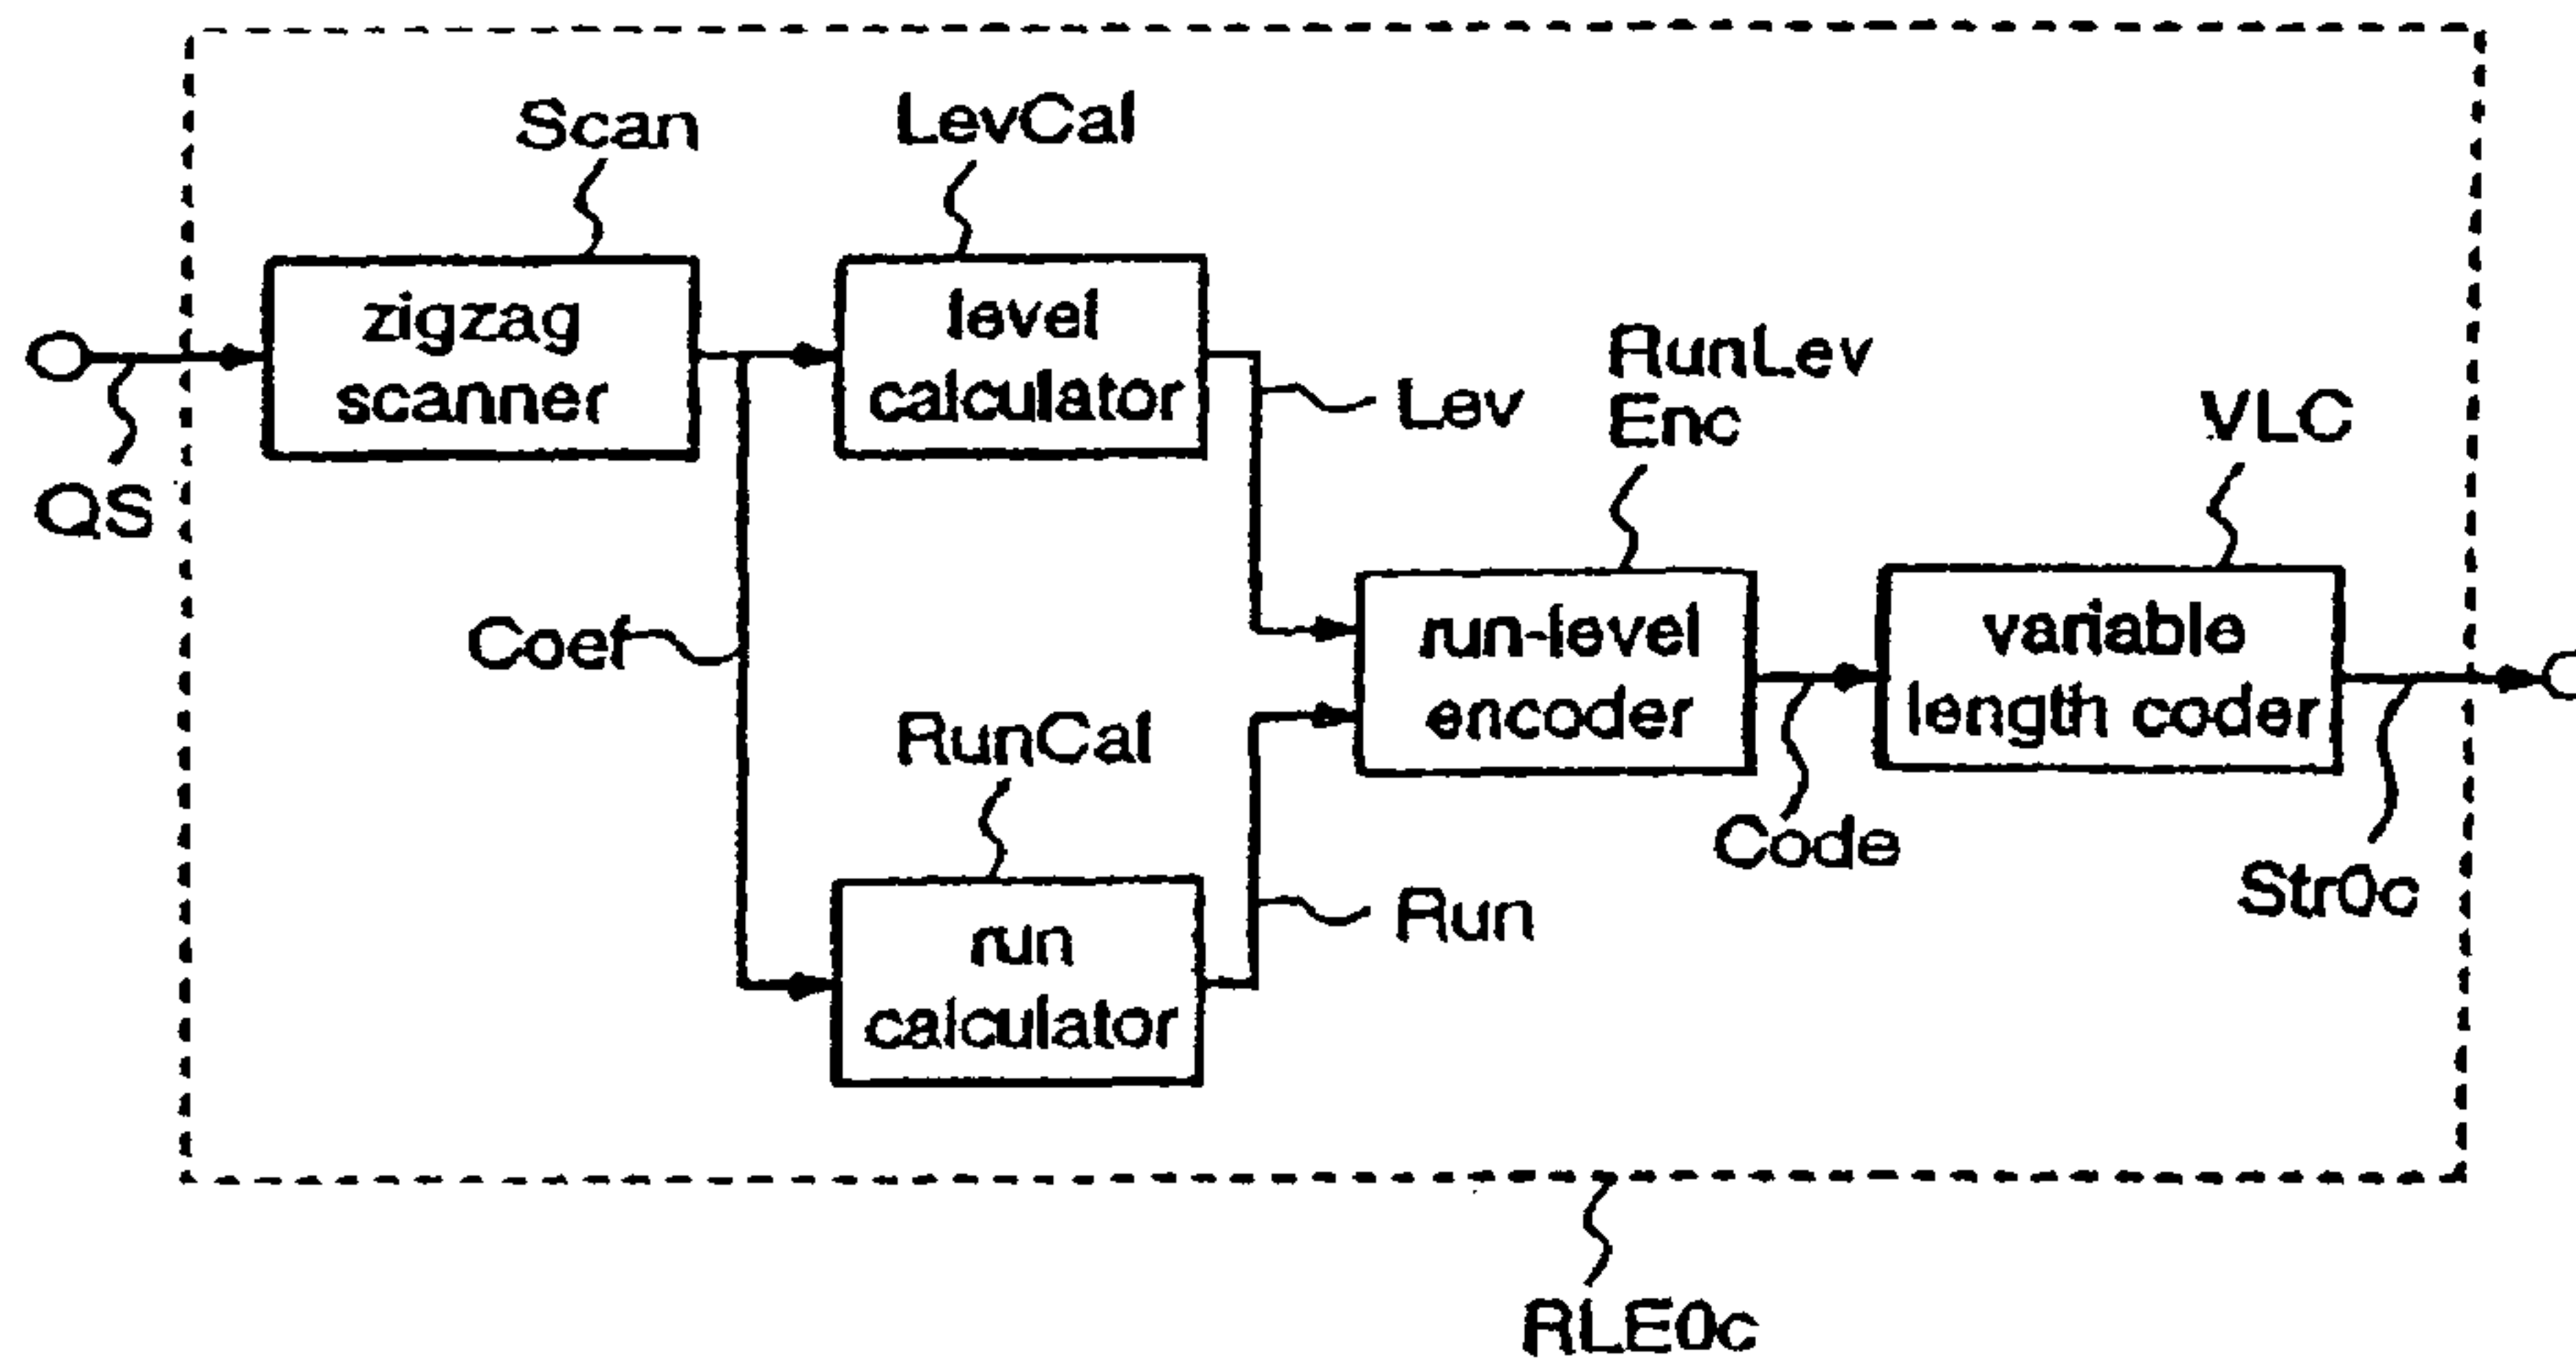 Scan
LevCal
zigzag
scanner
level
calculator
QS
Lev
RunLev
Enc
VLC
Coef
run-level
encoder
variable
length coder
RunCal
Code
Str0c
run
calculator
Run
RLE0c